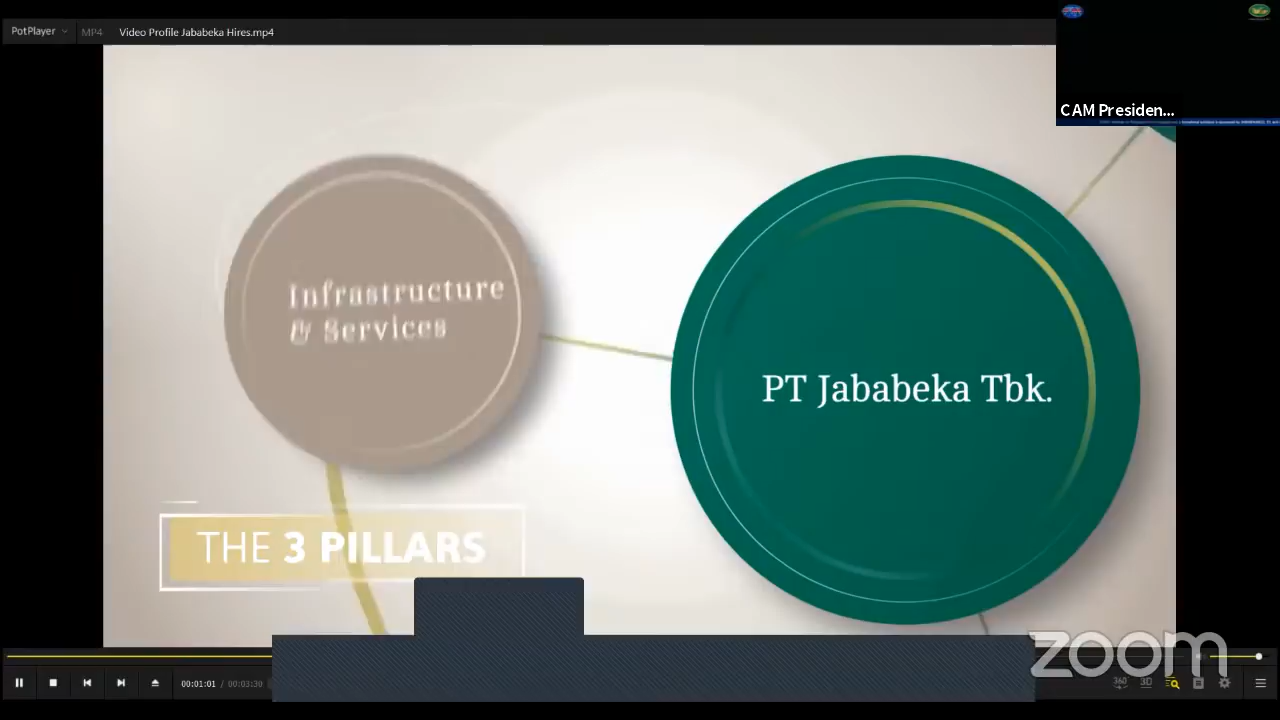 PotPlayer
MP4
Video Profile Jababeka Hires.mp4
CAM Presiden...
Infrastructure
& Services
PT Jababeka Tbk.
THE 3 PILLARS
zoom
00:01:01 / 00:03:30
360°
3D